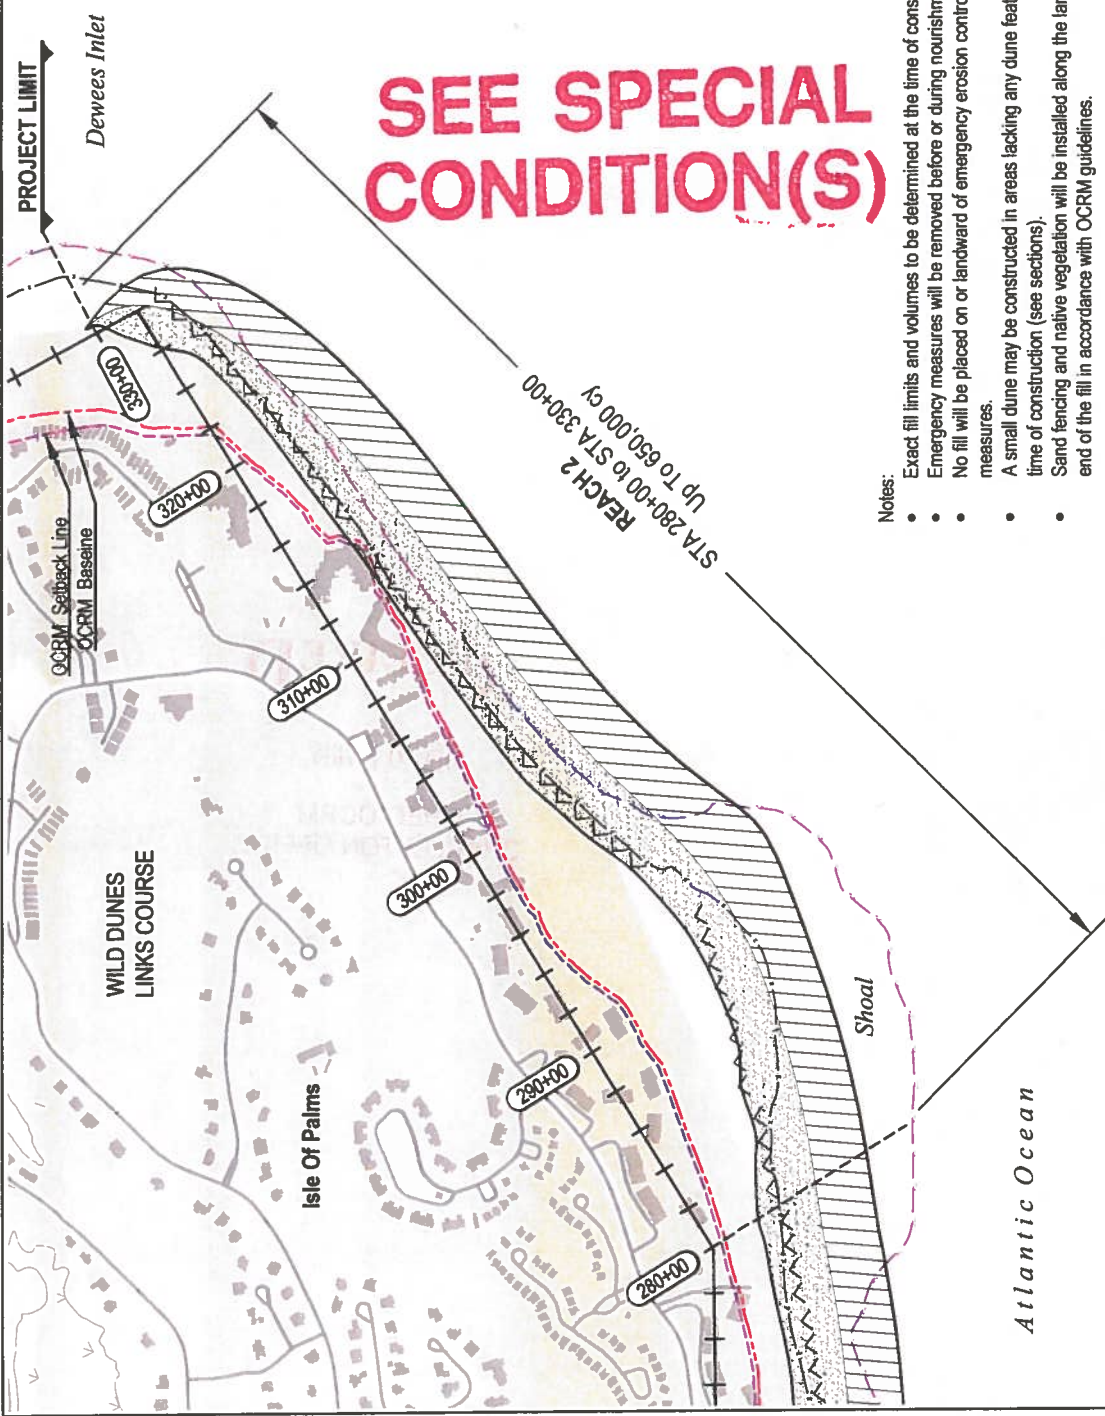 PROJECT LIMIT
Dewees Inlet
SEE SPECIAL
CONDITION(S)
OCRM Setback Line
OCRM Baseine
330+00
320+00
310+00
300+00
290+00
280+00
REACH 2
STA 280+00 to STA 330+00
Up To 650,000 cy
WILD DUNES
LINKS COURSE
Isle Of Palms
Shoal
Atlantic Ocean
Notes:
• Exact fill limits and volumes to be determined at the time of cons
• Emergency measures will be removed before or during nourishm
• No fill will be placed on or landward of emergency erosion contro
measures.
• A small dune may be constructed in areas lacking any dune feat
time of construction (see sections).
• Sand fencing and native vegetation will be installed along the lan
end of the fill in accordance with OCRM guidelines.